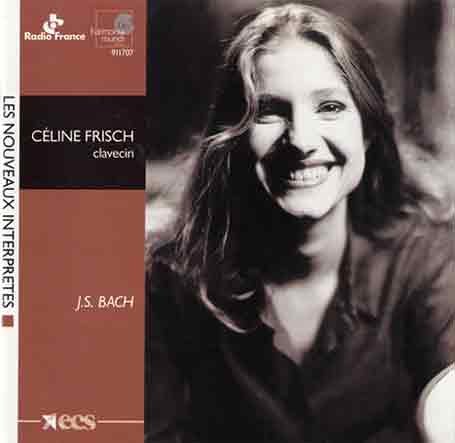 Radio France
harmonia
mundi
911707
LES NOUVEAUX INTERPRETES
CÉLINE FRISCH
clavecin
J.S. BACH
ecs